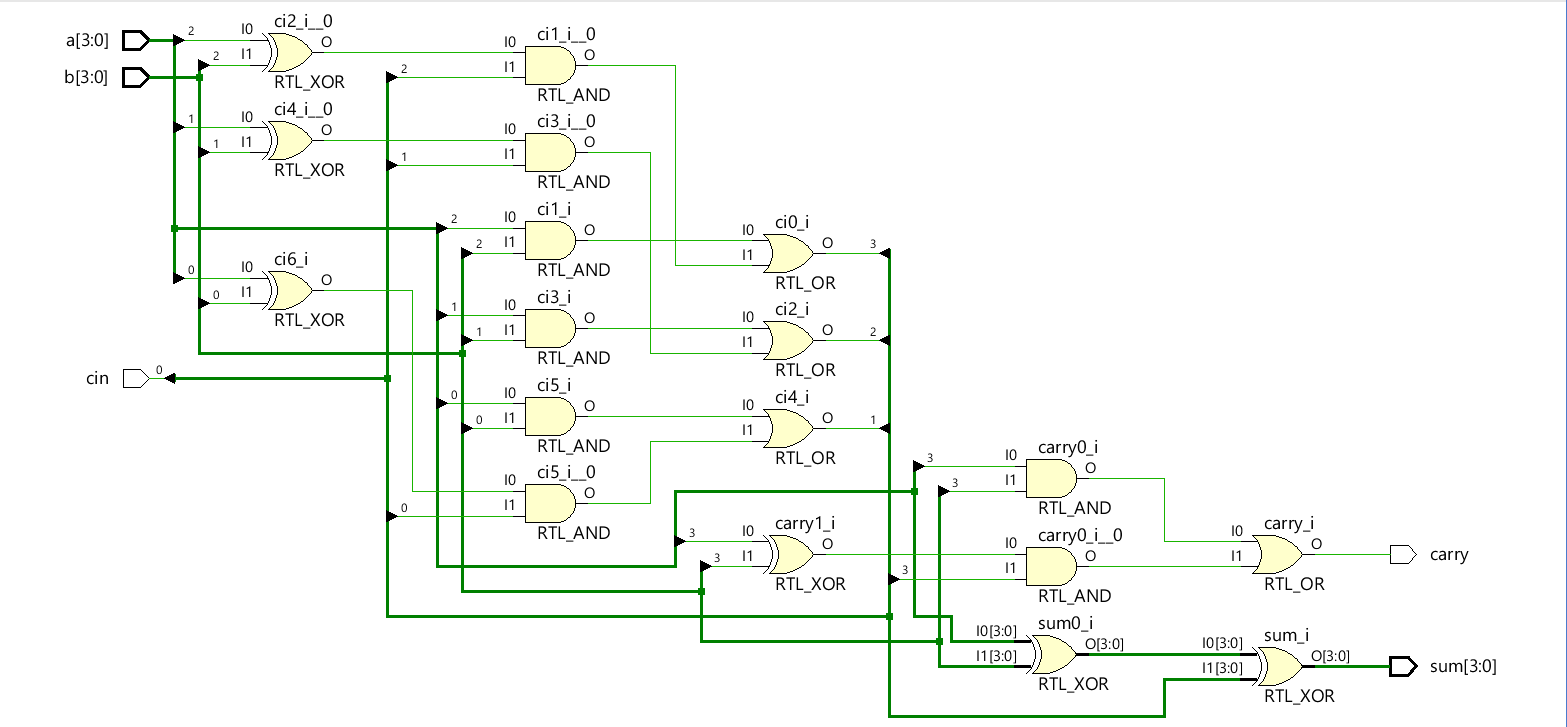 a[3:0]
b[3:0]
cin
0
2
I0
2
I1
ci2_i__0
O
RTL_XOR
1
I0
1
I1
ci4_i__0
O
RTL_XOR
0
I0
0
I1
ci6_i
O
RTL_XOR
2
I0
I1
ci1_i__0
O
RTL_AND
1
I0
I1
ci3_i__0
O
RTL_AND
2
I0
2
I1
ci1_i
O
RTL_AND
1
I0
1
I1
ci3_i
O
RTL_AND
0
I0
0
I1
ci5_i
O
RTL_AND
0
I0
I1
ci5_i__0
O
RTL_AND
I0
I1
ci0_i
O
3
RTL_OR
I0
I1
ci2_i
O
2
RTL_OR
I0
I1
ci4_i
O
1
RTL_OR
3
I0
3
I1
carry1_i
O
RTL_XOR
3
I0
3
I1
carry0_i
O
RTL_AND
I0
3
I1
carry0_i__0
O
RTL_AND
I0[3:0]
I1[3:0]
sum0_i
O[3:0]
RTL_XOR
I0
I1
carry_i
O
RTL_OR
carry
I0[3:0]
I1[3:0]
sum_i
O[3:0]
RTL_XOR
sum[3:0]